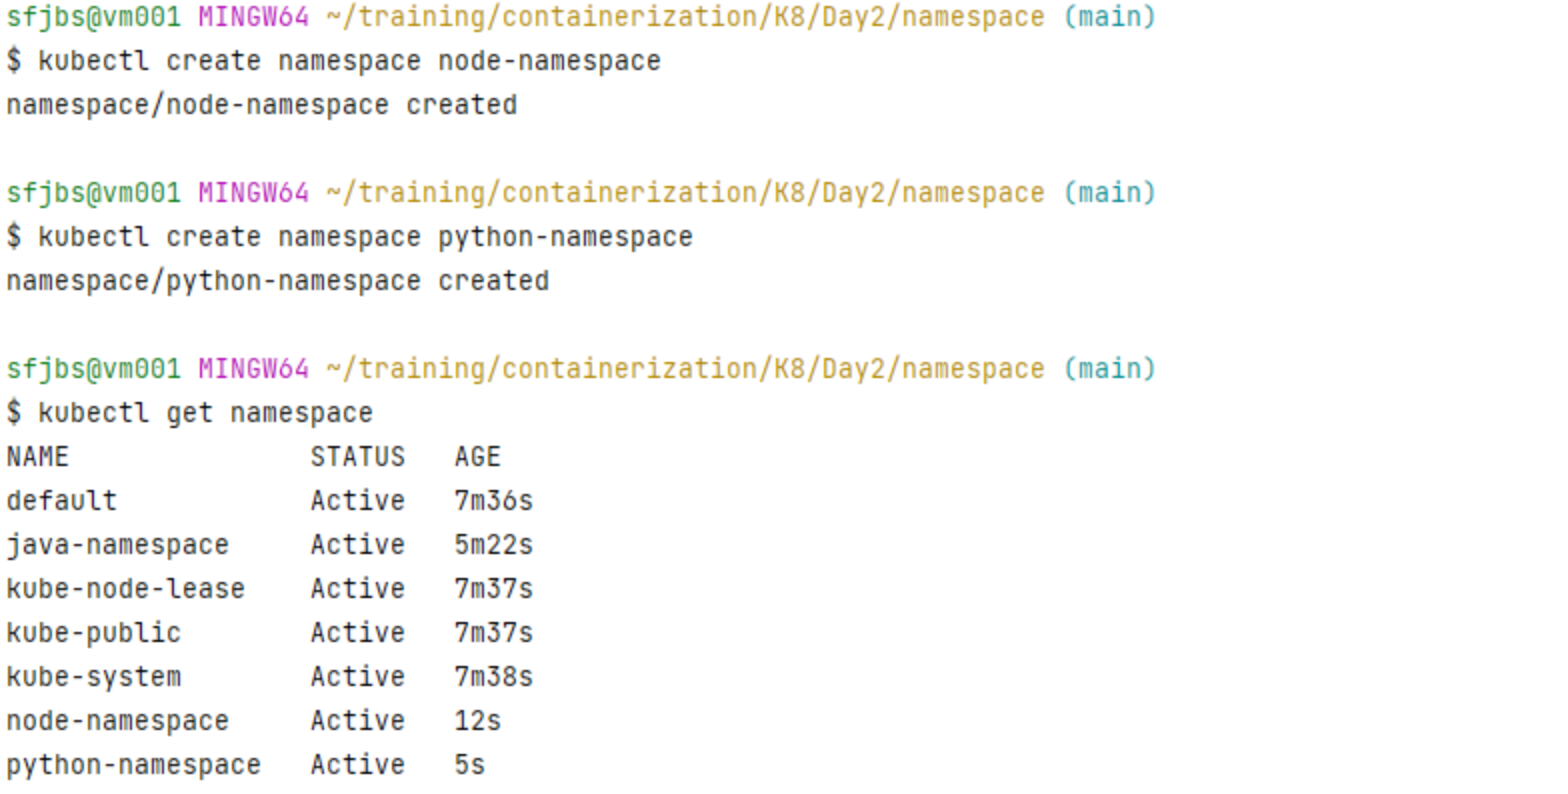 sfjbs@vm001 MINGW64 ~/training/containerization/K8/Day2/namespace (main)
$ kubectl create namespace node-namespace
namespace/node-namespace created

sfjbs@vm001 MINGW64 ~/training/containerization/K8/Day2/namespace (main)
$ kubectl create namespace python-namespace
namespace/python-namespace created

sfjbs@vm001 MINGW64 ~/training/containerization/K8/Day2/namespace (main)
$ kubectl get namespace
NAME               STATUS   AGE
default            Active   7m36s
java-namespace     Active   5m22s
kube-node-lease    Active   7m37s
kube-public        Active   7m37s
kube-system        Active   7m38s
node-namespace     Active   12s
python-namespace   Active   5s